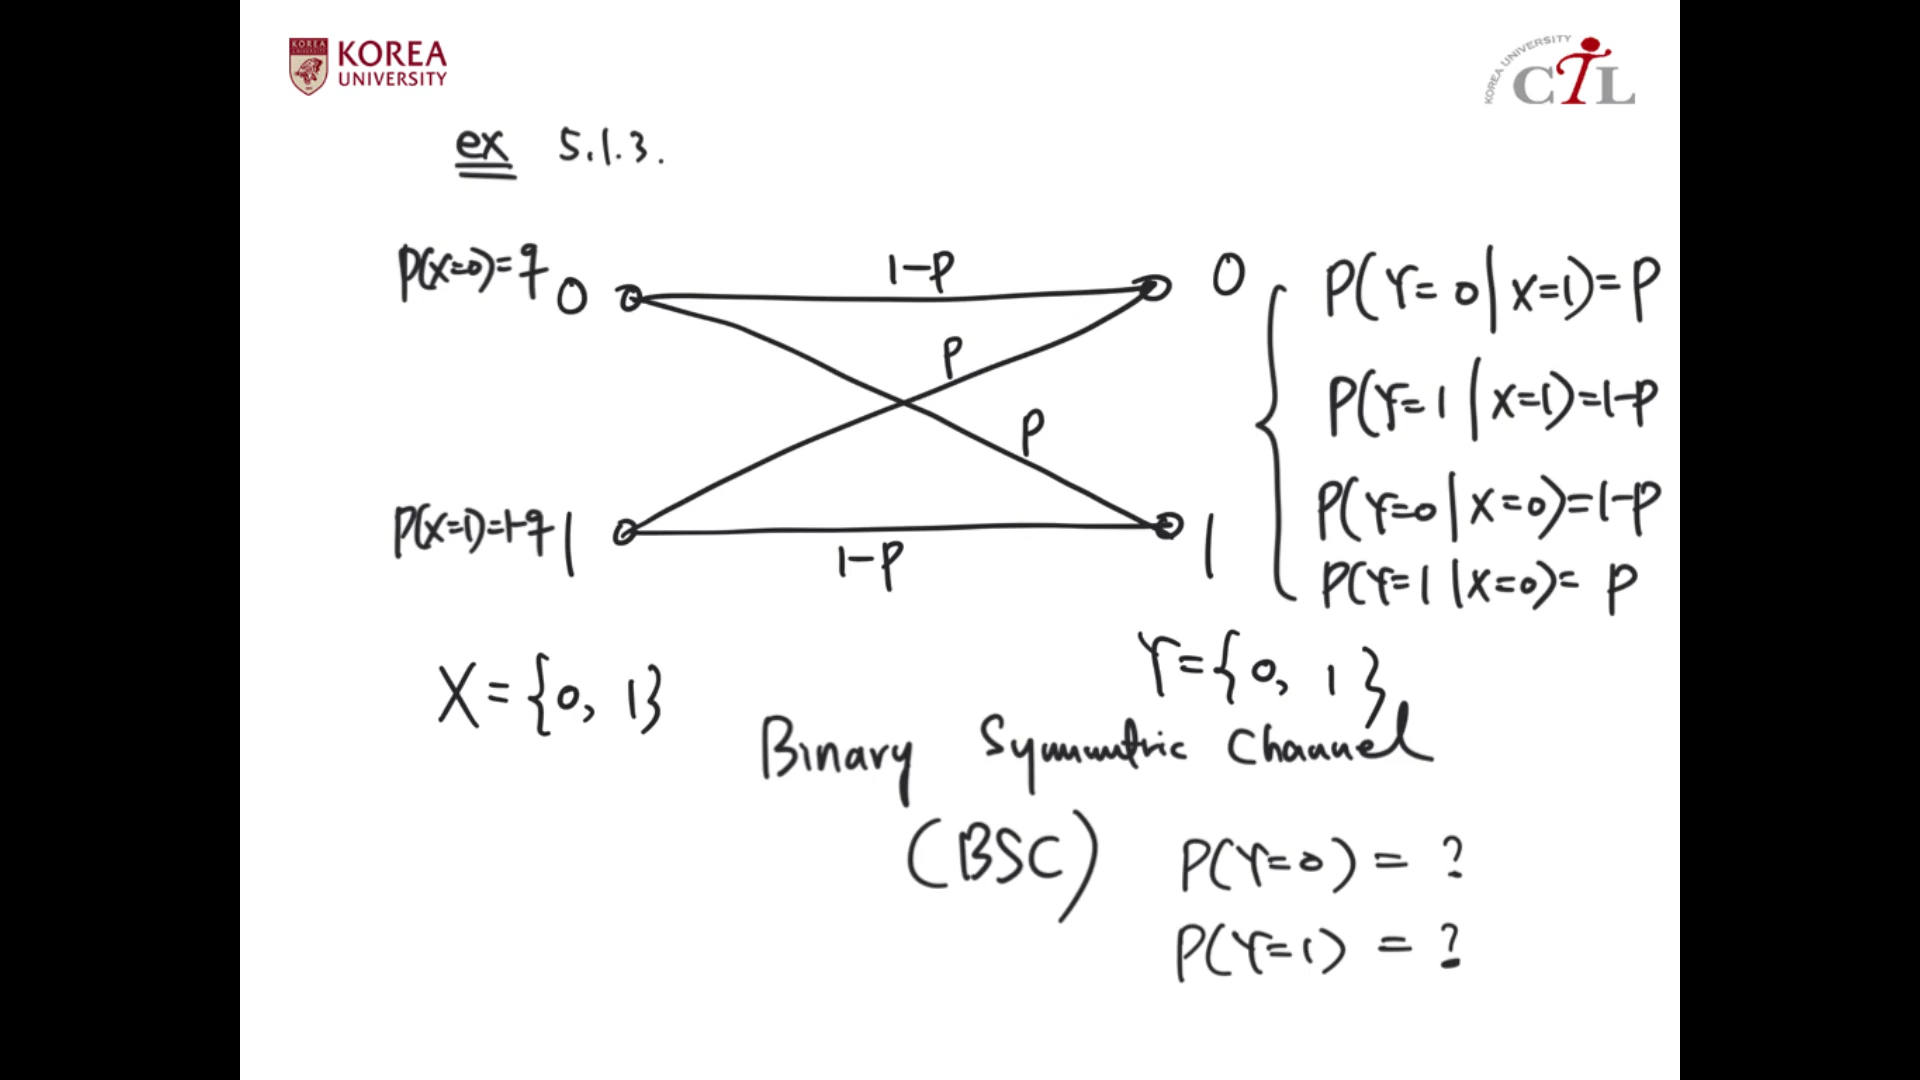 KOREA
UNIVERSITY
KOREA UNIVERSITY
CTL
ex 5.1.3.
P(X=0)=q 0 1-P 0
P
P
P(X=1)=1-q 1 1-P 1
P(Y=0|X=1)=P
P(Y=1|X=1)=1-P
P(Y=0|X=0)=1-P
P(Y=1|X=0)=P
X={0, 1}
Y={0, 1}
Binary Symmetric Channel
(BSC)
P(Y=0) = ?
P(Y=1) = ?